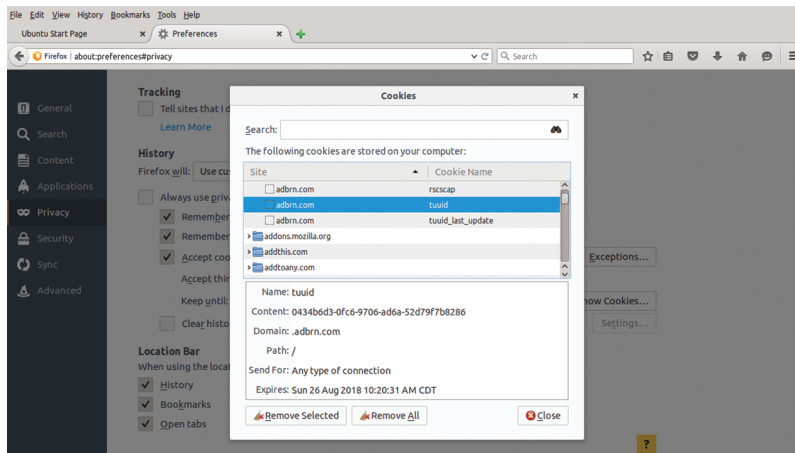 File Edit View History Bookmarks Tools Help
Ubuntu Start Page × Preferences ×
Firefox about:preferences#privacy Search
General
Search
Content
Applications
Privacy
Security
Sync
Advanced
Tracking
Tell sites that I d
Learn More
History
Firefox will: Use cu
Always use priva
Remember
Remember
Accept coo
Accept thir
Keep until:
Clear histo
Location Bar
When using the locat
History
Bookmarks
Open tabs
Cookies ×
Search:
The following cookies are stored on your computer:
Site Cookie Name
adbrn.com rscscap
adbrn.com tuuid
adbrn.com tuuid_last_update
addons.mozilla.org
addthis.com
addtoany.com
Name: tuuid
Content: 0434b6d3-0fc6-9706-ad6a-52d79f7b8286
Domain: .adbrn.com
Path: /
Send For: Any type of connection
Expires: Sun 26 Aug 2018 10:20:31 AM CDT
Remove Selected Remove All Close
Exceptions...
how Cookies...
Settings...
?